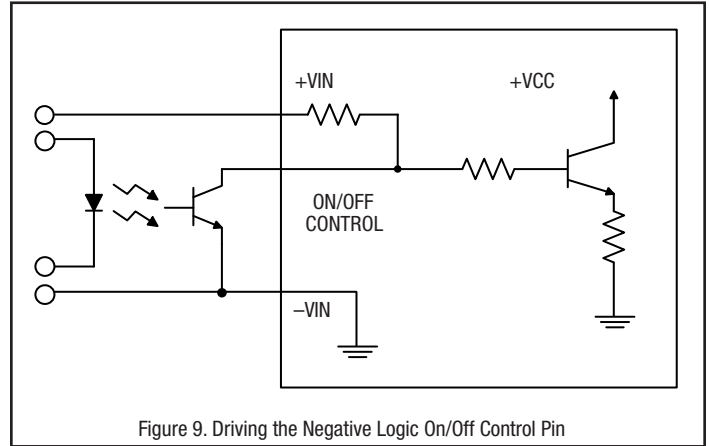 +VIN
+VCC
ON/OFF
CONTROL
–VIN
Figure 9. Driving the Negative Logic On/Off Control Pin